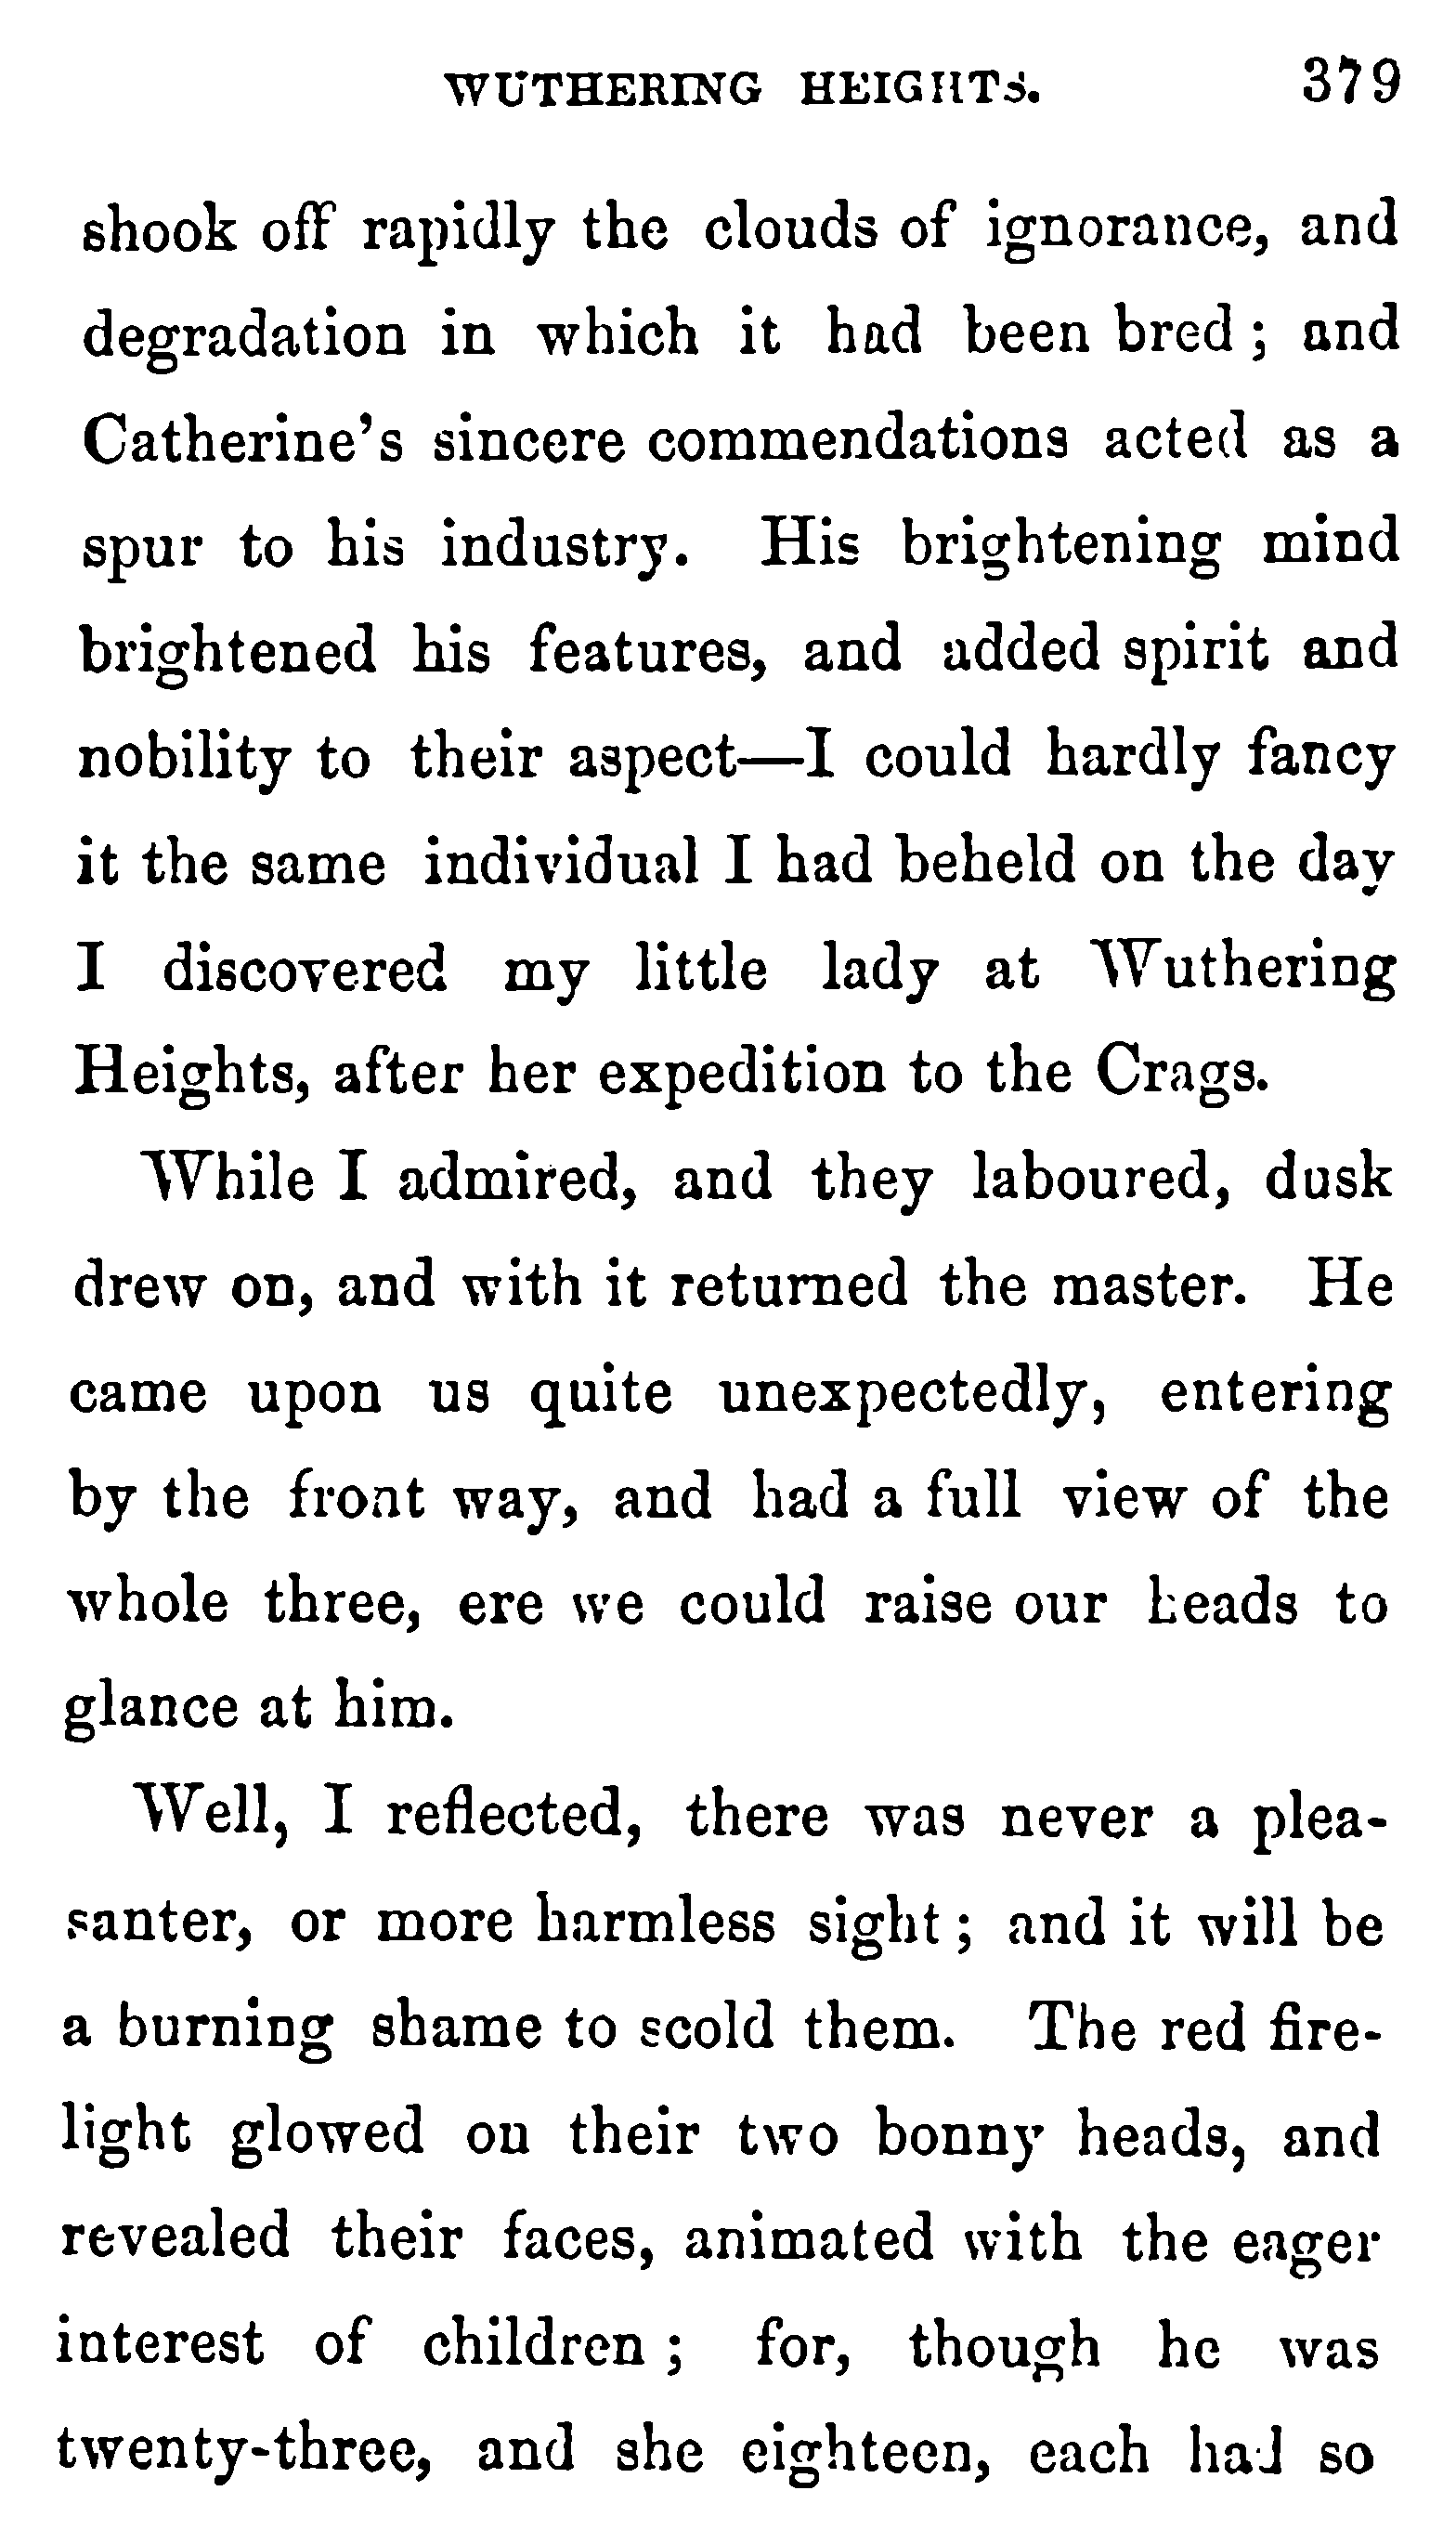 WUTHERING HEIGHTS. 379
shook off rapidly the clouds of ignorance, and
degradation in which it had been bred ; and
Catherine's sincere commendations acted as a
spur to his industry. His brightening mind
brightened his features, and added spirit and
nobility to their aspect—I could hardly fancy
it the same individual I had beheld on the day
I discovered my little lady at Wuthering
Heights, after her expedition to the Crags.
While I admired, and they laboured, dusk
drew on, and with it returned the master. He
came upon us quite unexpectedly, entering
by the front way, and had a full view of the
whole three, ere we could raise our heads to
glance at him.
Well, I reflected, there was never a plea-
santer, or more harmless sight ; and it will be
a burning shame to scold them. The red fire-
light glowed on their two bonny heads, and
revealed their faces, animated with the eager
interest of children ; for, though he was
twenty-three, and she eighteen, each had so